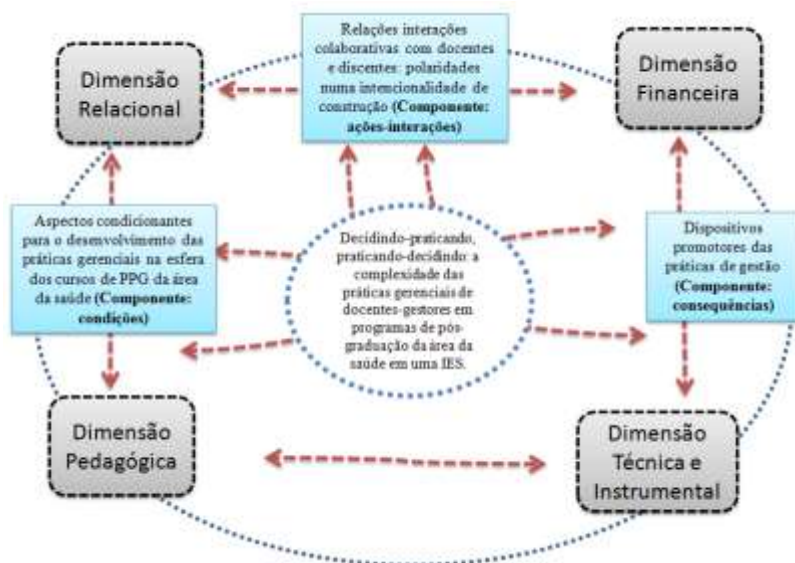 Dimensão
Relacional
Relações interações
colaborativas com docentes
e discentes: polaridades
numa intencionalidade de
construção (Componente:
ações-interações)
Dimensão
Financeira
Aspectos condicionantes
para o desenvolvimento das
práticas gerenciais na esfera
dos cursos de PPG da área
da saúde (Componente:
condições)
Decidindo-praticando,
praticando-decidindo: a
complexidade das
práticas gerenciais de
docentes-gestores em
programas de pós-
graduação da área da
saúde em uma IES.
Dispositivos
promotores das
práticas de gestão
(Componente:
consequências)
Dimensão
Pedagógica
Dimensão
Técnica e
Instrumental